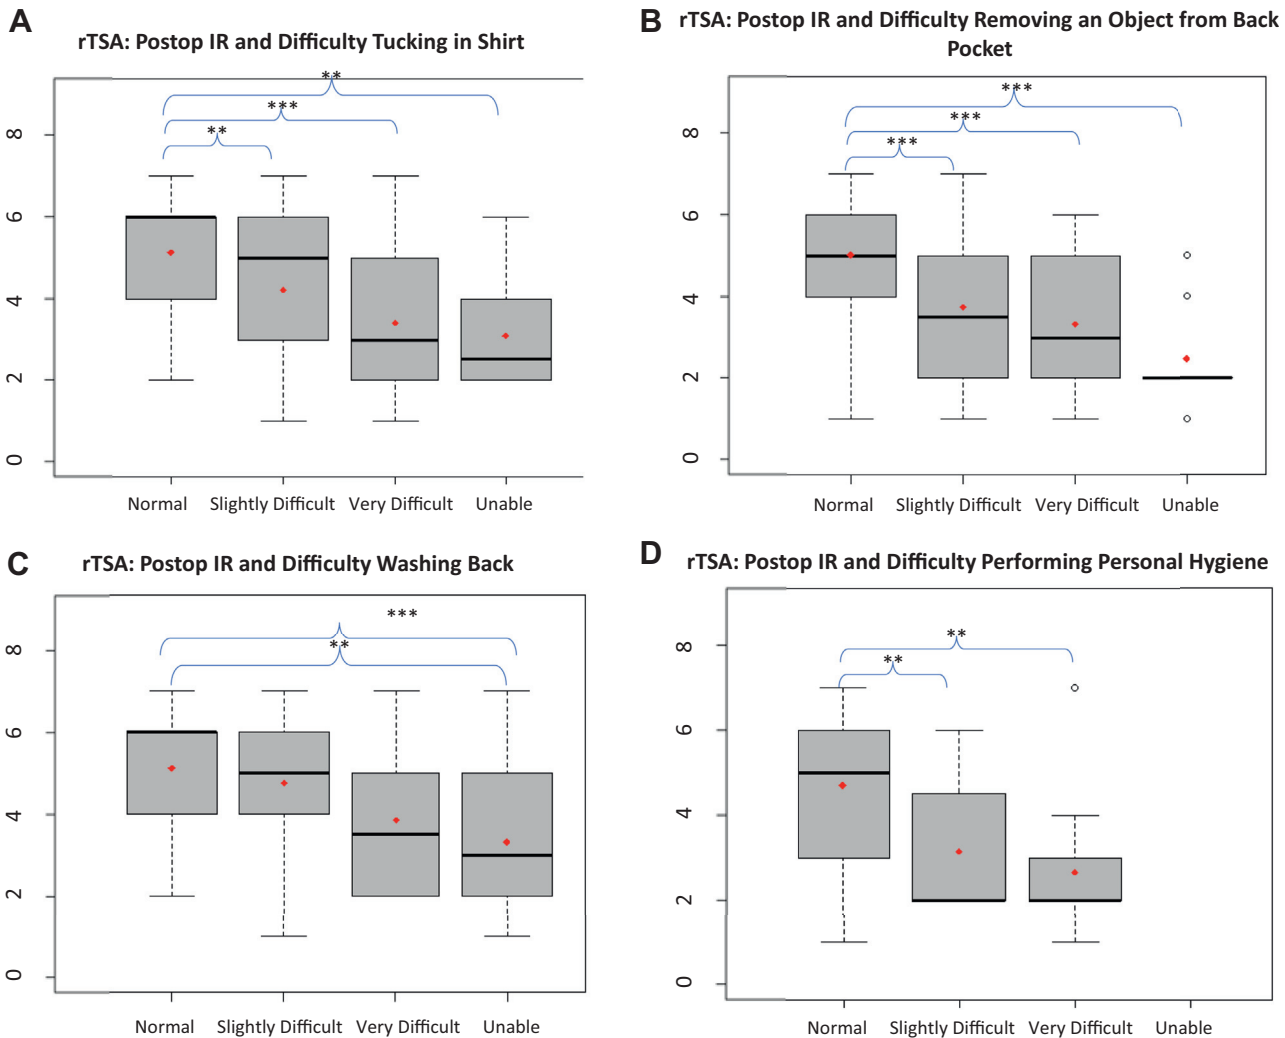 A
rTSA: Postop IR and Difficulty Tucking in Shirt
**
***
**
8
6
4
2
0
Normal Slightly Difficult Very Difficult Unable
B
rTSA: Postop IR and Difficulty Removing an Object from Back
Pocket
***
***
***
8
6
4
2
0
Normal Slightly Difficult Very Difficult Unable
C
rTSA: Postop IR and Difficulty Washing Back
***
**
8
6
4
2
0
Normal Slightly Difficult Very Difficult Unable
D
rTSA: Postop IR and Difficulty Performing Personal Hygiene
**
**
8
6
4
2
0
Normal Slightly Difficult Very Difficult Unable